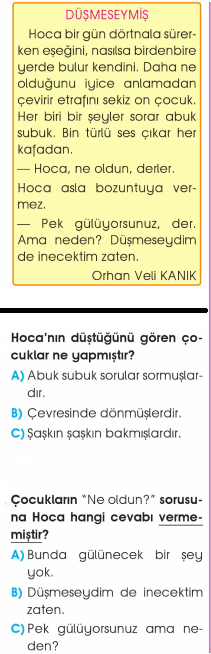 DÜŞMESEYMİŞ
Hoca bir gün dörtnala sürer-
ken eşeğini, nasılsa birdenbire
yerde bulur kendini. Daha ne
olduğunu iyice anlamadan
çevirir etrafını sekiz on çocuk.
Her biri bir şeyler sorar abuk
subuk. Bin türlü ses çıkar her
kafadan.
— Hoca, ne oldun, derler.
Hoca asla bozuntuya ver-
mez.
— Pek gülüyorsunuz, der.
Ama neden? Düşmeseydim
de inecektim zaten.
Orhan Veli KANIK
Hoca'nın düştüğünü gören ço-
cuklar ne yapmıştır?
A) Abuk subuk sorular sormuşlar-
dır.
B) Çevresinde dönmüşlerdir.
C) Şaşkın şaşkın bakmışlardır.
Çocukların "Ne oldun?" sorusu-
na Hoca hangi cevabı verme-
miştir?
A) Bunda gülünecek bir şey
yok.
B) Düşmeseydim de inecektim
zaten.
C) Pek gülüyorsunuz ama ne-
den?